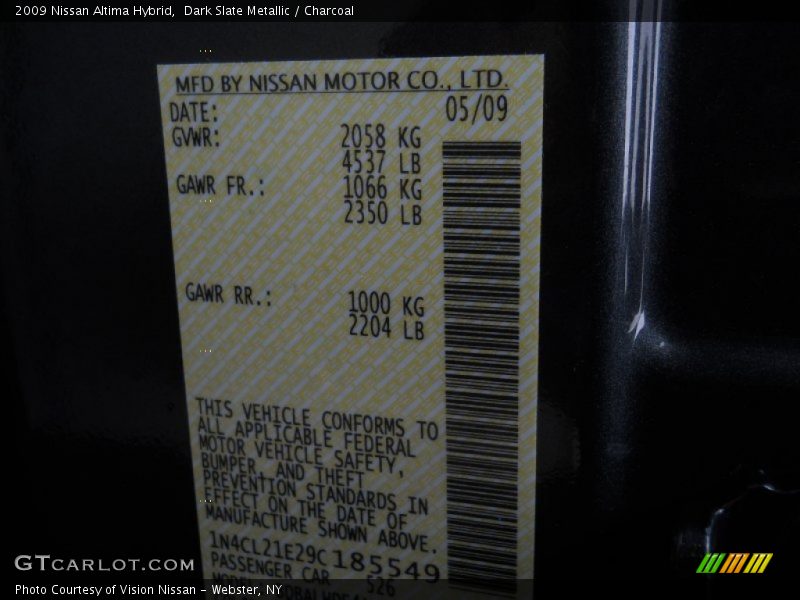 2009 Nissan Altima Hybrid,  Dark Slate Metallic / Charcoal
MFD BY NISSAN MOTOR CO., LTD.
DATE: 05/09
GVWR: 2058 KG
4537 LB
GAWR FR.: 1066 KG
2350 LB
GAWR RR.: 1000 KG
2204 LB
THIS VEHICLE CONFORMS TO
ALL APPLICABLE FEDERAL
MOTOR VEHICLE SAFETY,
BUMPER, AND THEFT
PREVENTION STANDARDS IN
EFFECT ON THE DATE OF
MANUFACTURE SHOWN ABOVE.
1N4CL21E29C185549
PASSENGER CAR 526
GTCARLOT.COM
Photo Courtesy of Vision Nissan - Webster, NY